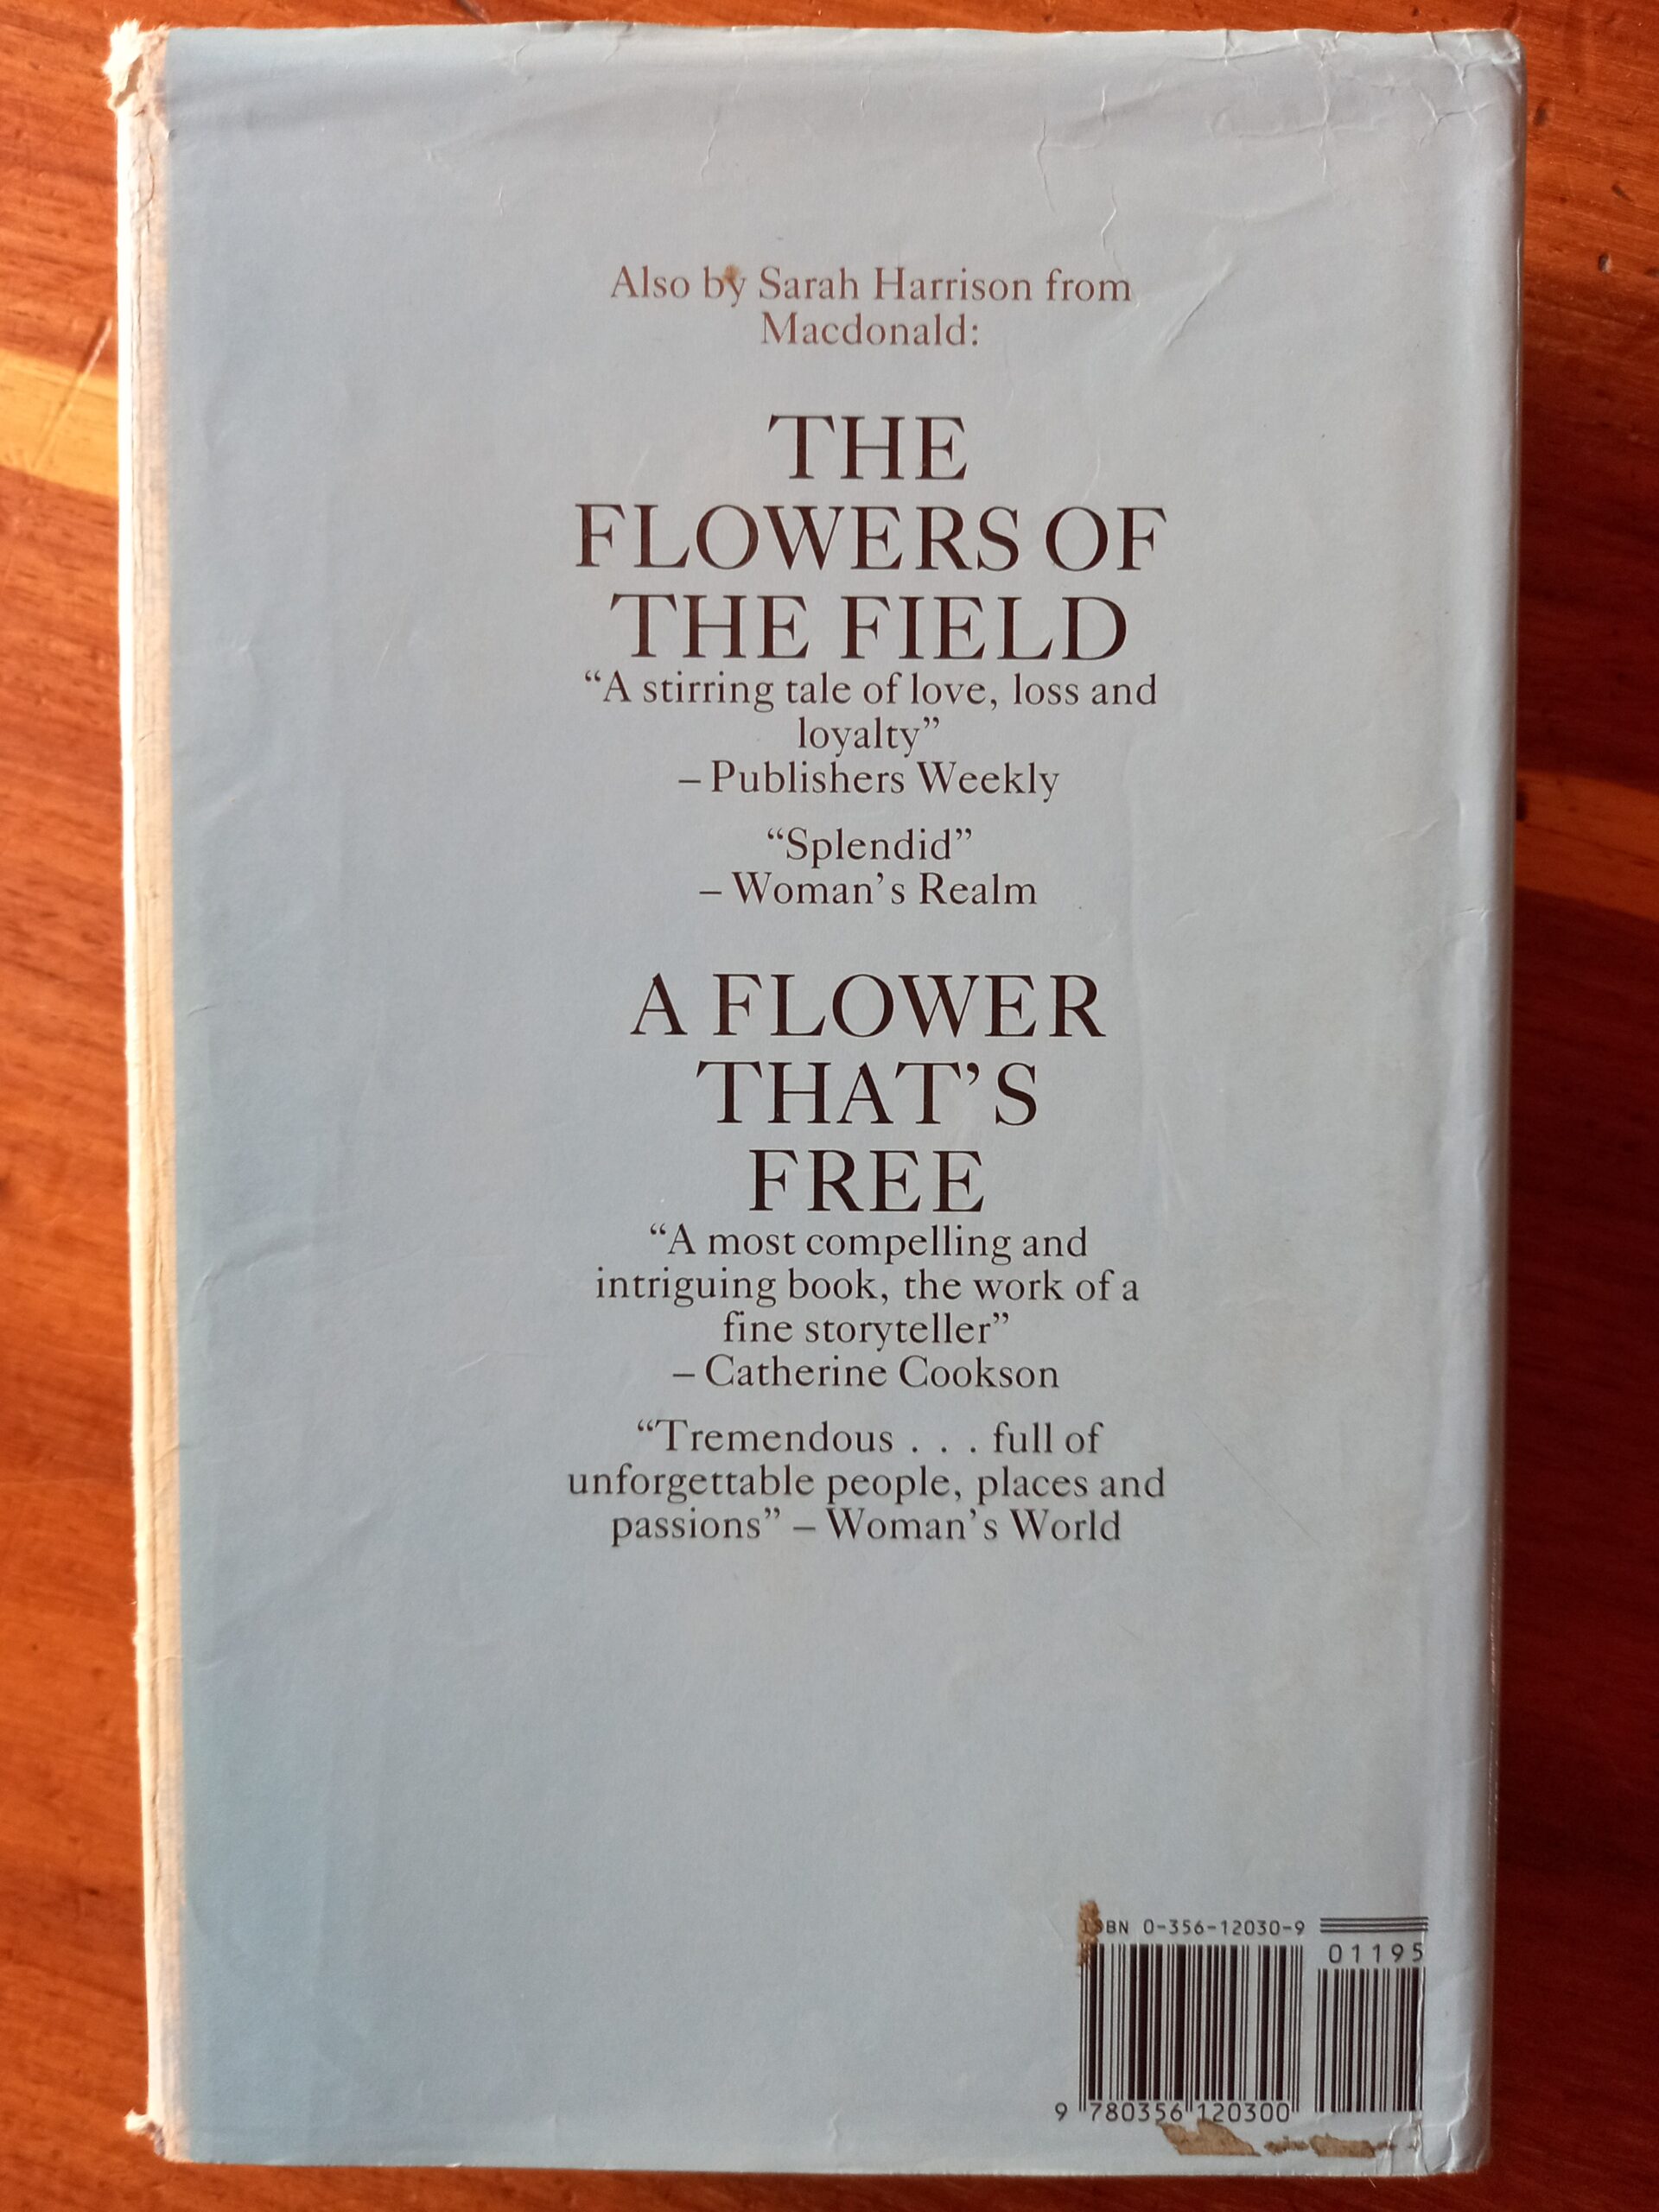 Also by Sarah Harrison from
Macdonald:
THE
FLOWERS OF
THE FIELD
“A stirring tale of love, loss and
loyalty”
– Publishers Weekly
“Splendid”
– Woman’s Realm
A FLOWER
THAT’S
FREE
“A most compelling and
intriguing book, the work of a
fine storyteller”
– Catherine Cookson
“Tremendous . . . full of
unforgettable people, places and
passions” – Woman’s World
ISBN 0-356-12030-9
01195
9 780356 120300